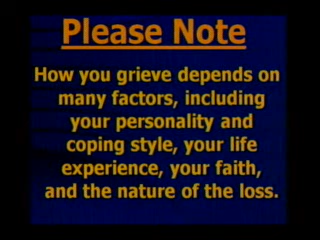 Please Note
How you grieve depends on
many factors, including
your personality and
coping style, your life
experience, your faith,
and the nature of the loss.